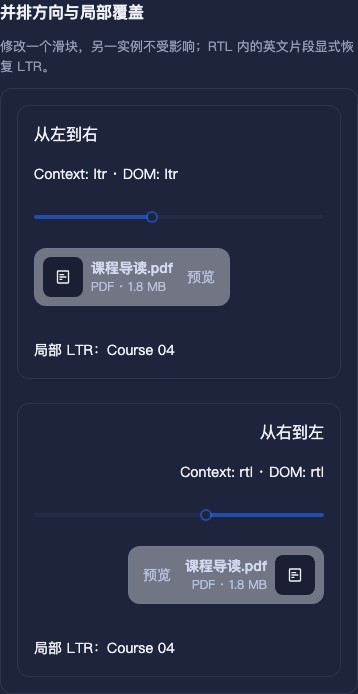 并排方向与局部覆盖
修改一个滑块，另一实例不受影响；RTL 内的英文片段显式恢
复 LTR。
从左到右
Context: ltr · DOM: ltr
课程导读.pdf
PDF · 1.8 MB
预览
局部 LTR：Course 04
从右到左
Context: rtl · DOM: rtl
预览
课程导读.pdf
PDF · 1.8 MB
局部 LTR：Course 04